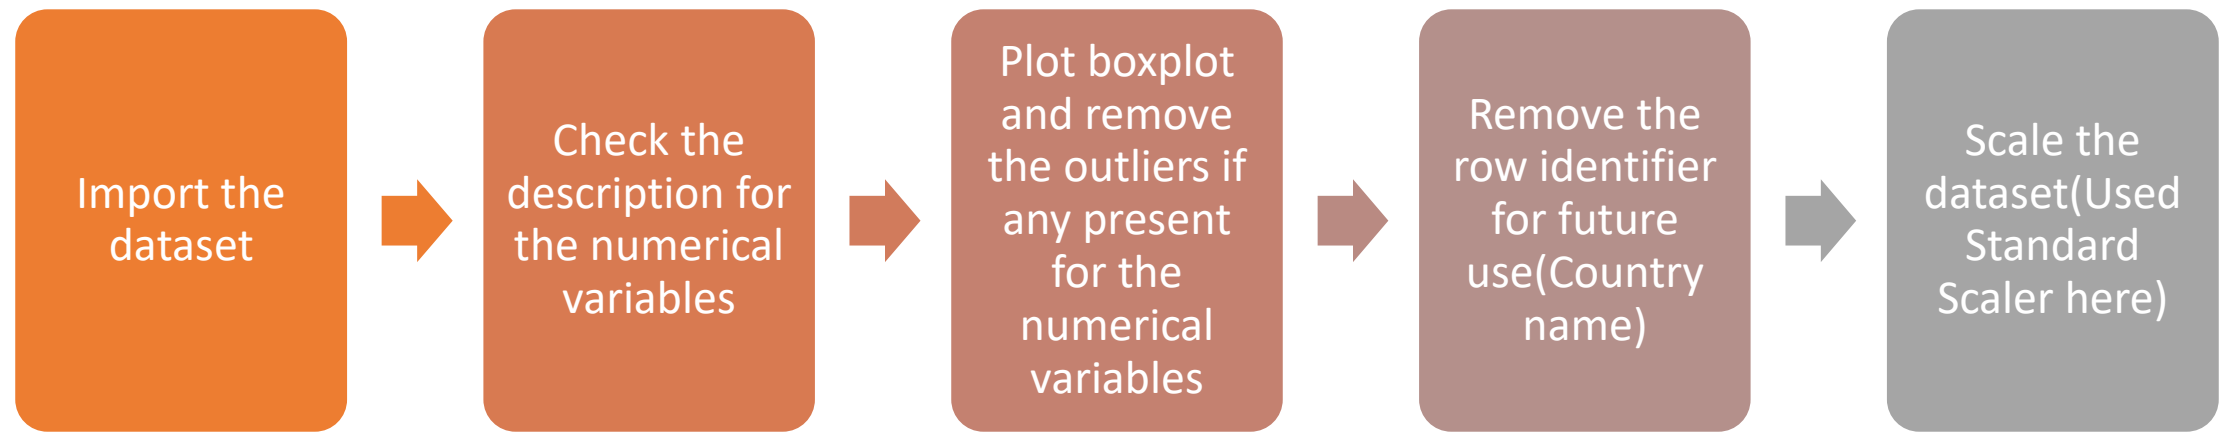 Import the
dataset
Check the
description for
the numerical
variables
Plot boxplot
and remove
the outliers if
any present
for the
numerical
variables
Remove the
row identifier
for future
use(Country
name)
Scale the
dataset(Used
Standard
Scaler here)